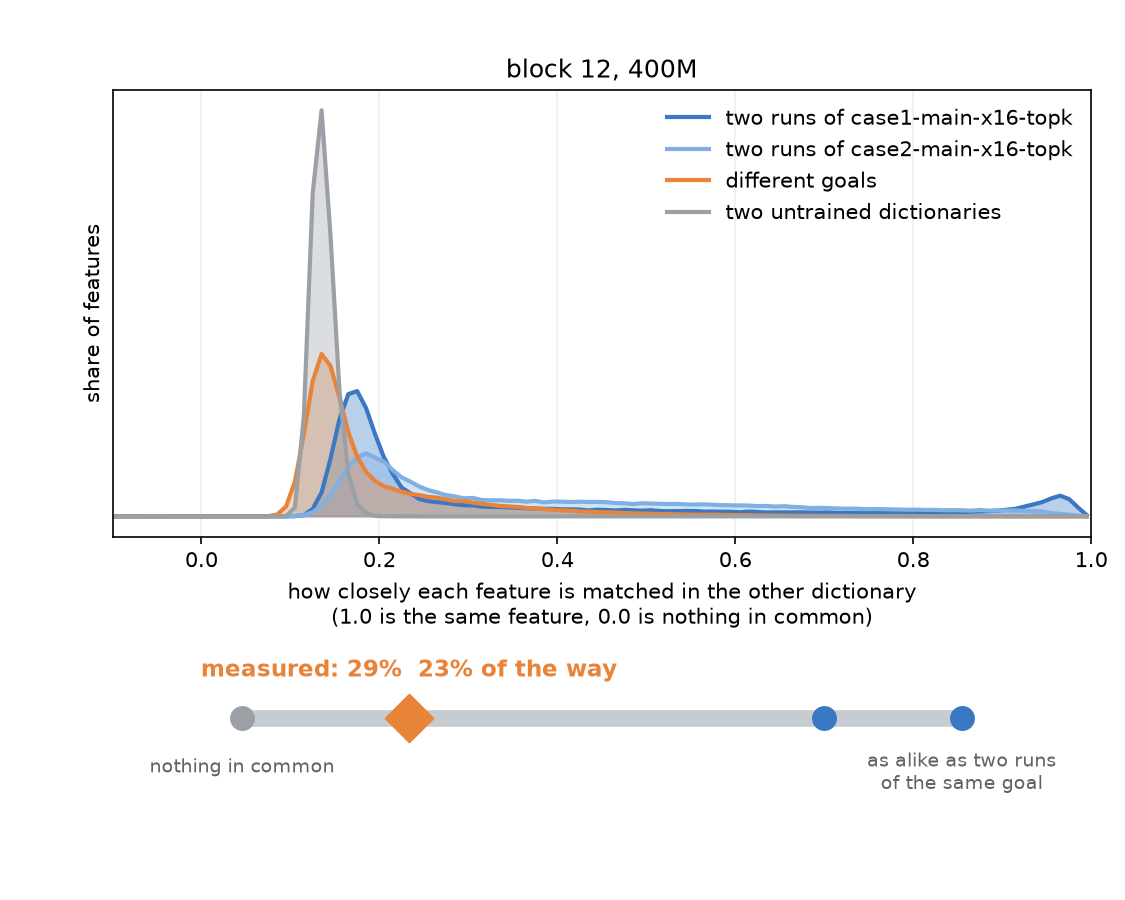 block 12, 400M
two runs of case1-main-x16-topk
two runs of case2-main-x16-topk
different goals
two untrained dictionaries
share of features
0.0 0.2 0.4 0.6 0.8 1.0
how closely each feature is matched in the other dictionary
(1.0 is the same feature, 0.0 is nothing in common)
measured: 29%  23% of the way
nothing in common
as alike as two runs
of the same goal